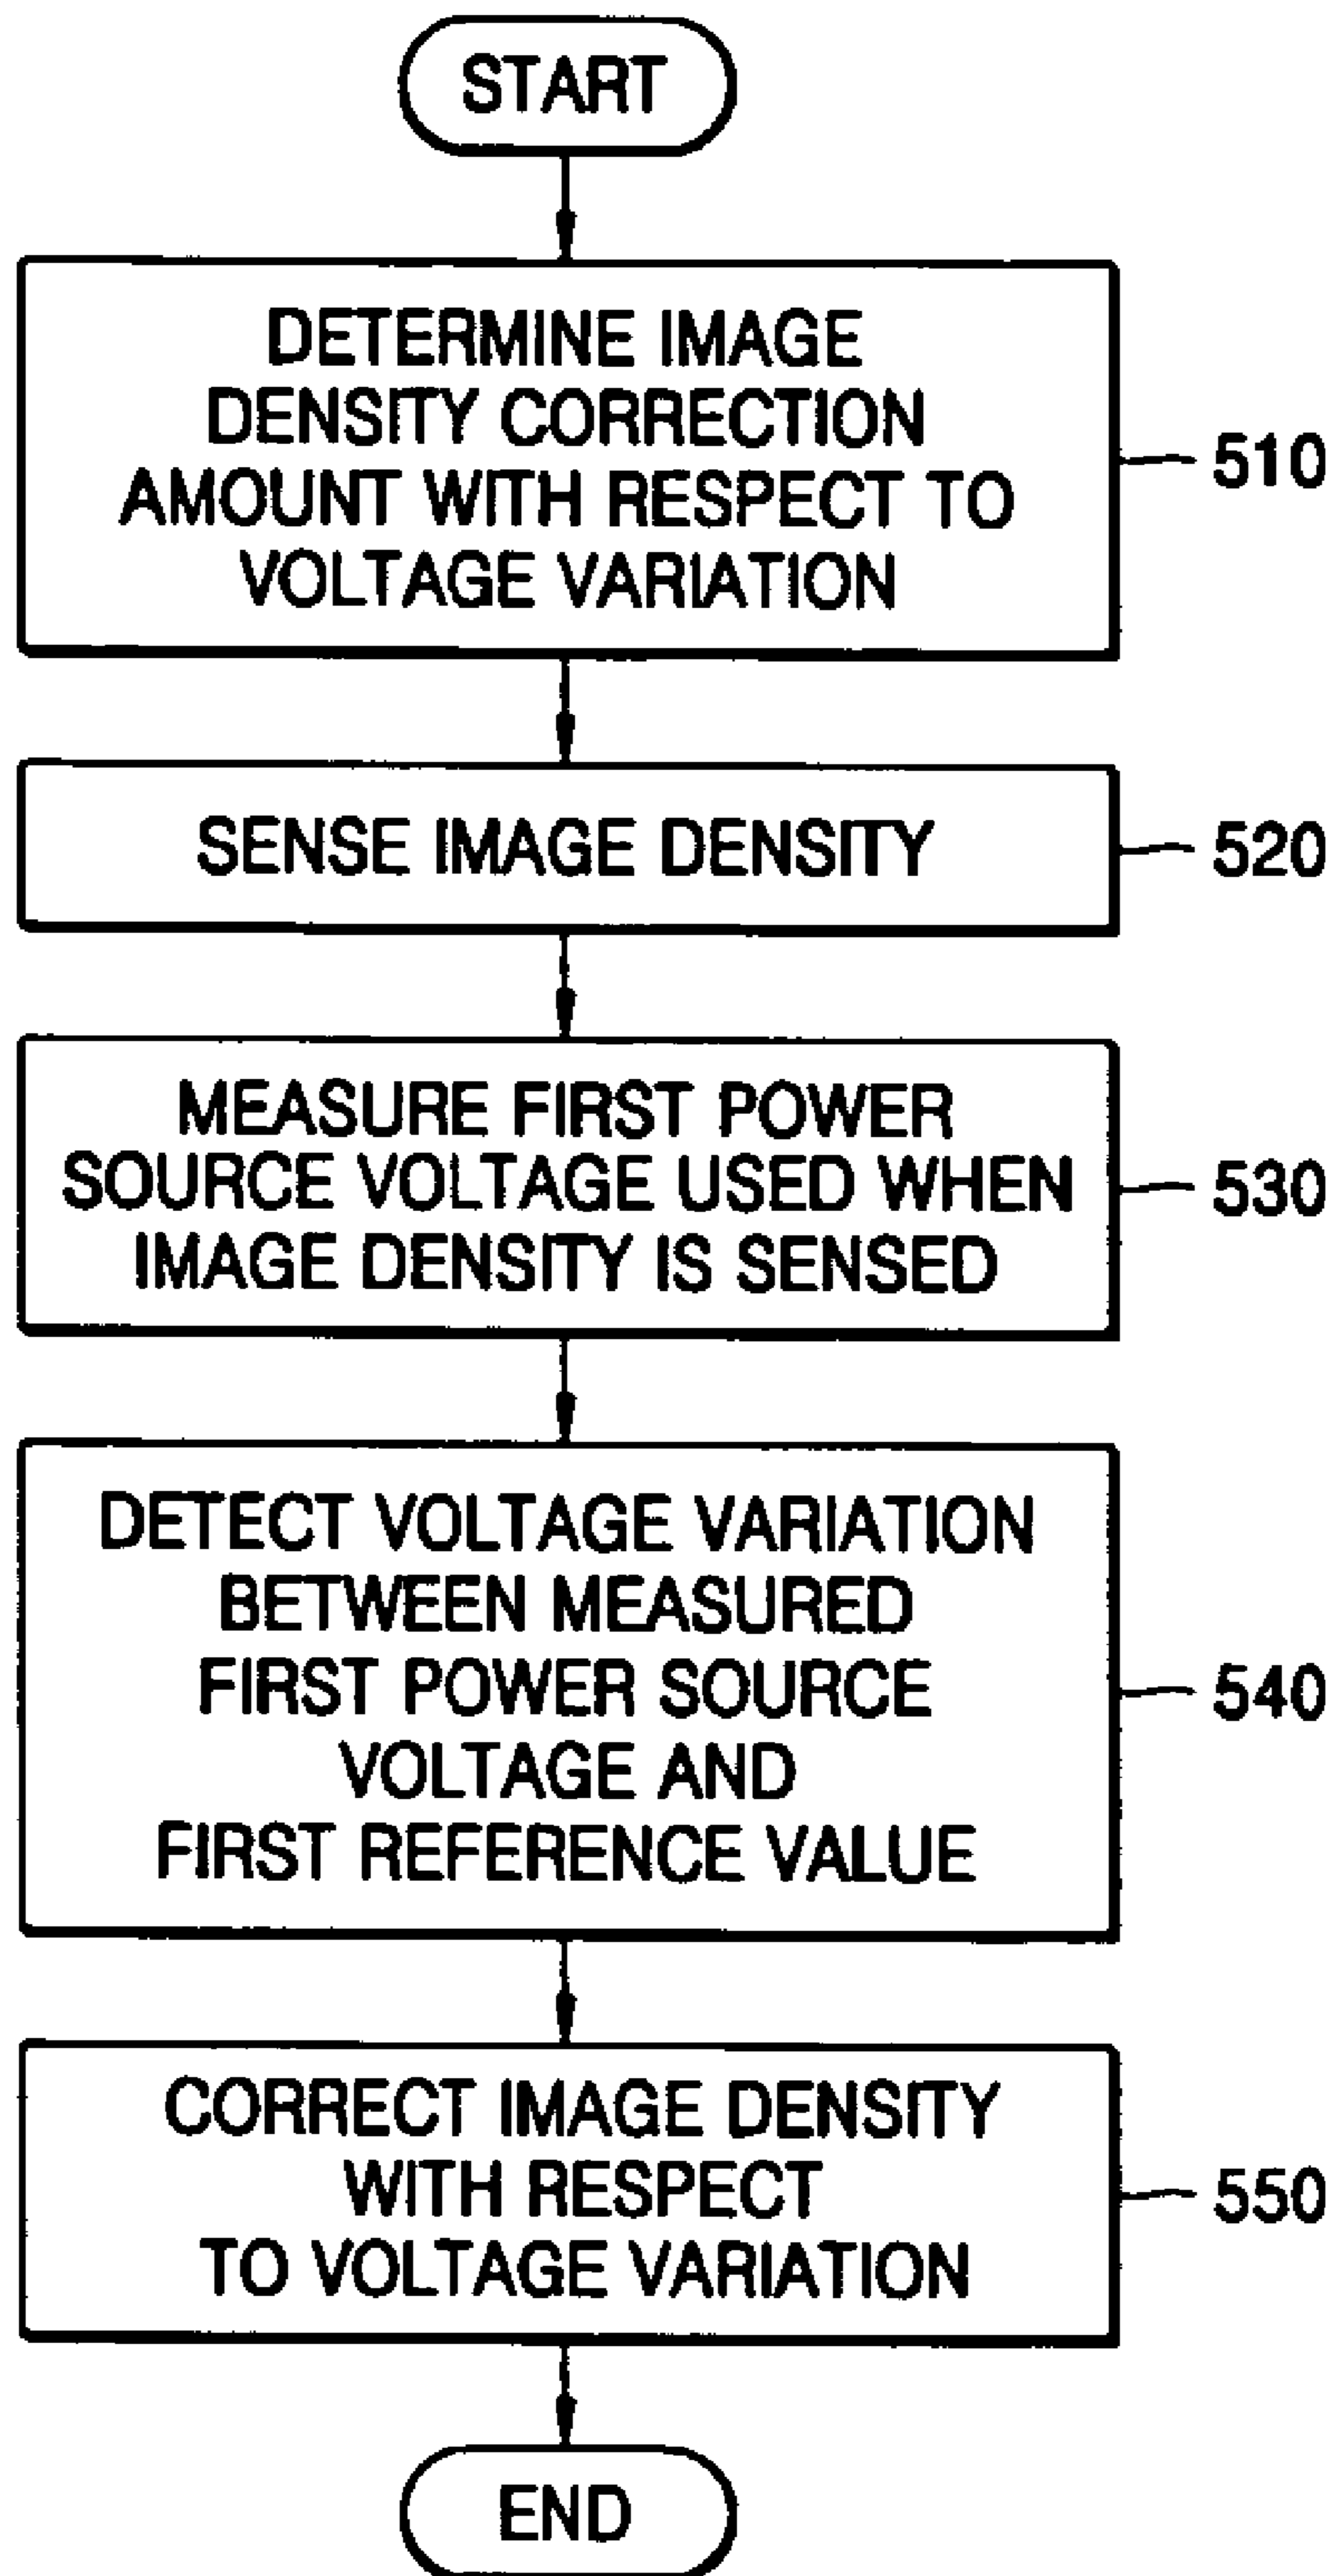 START
DETERMINE IMAGE
DENSITY CORRECTION
AMOUNT WITH RESPECT TO
VOLTAGE VARIATION
510
SENSE IMAGE DENSITY
520
MEASURE FIRST POWER
SOURCE VOLTAGE USED WHEN
IMAGE DENSITY IS SENSED
530
DETECT VOLTAGE VARIATION
BETWEEN MEASURED
FIRST POWER SOURCE
VOLTAGE AND
FIRST REFERENCE VALUE
540
CORRECT IMAGE DENSITY
WITH RESPECT
TO VOLTAGE VARIATION
550
END